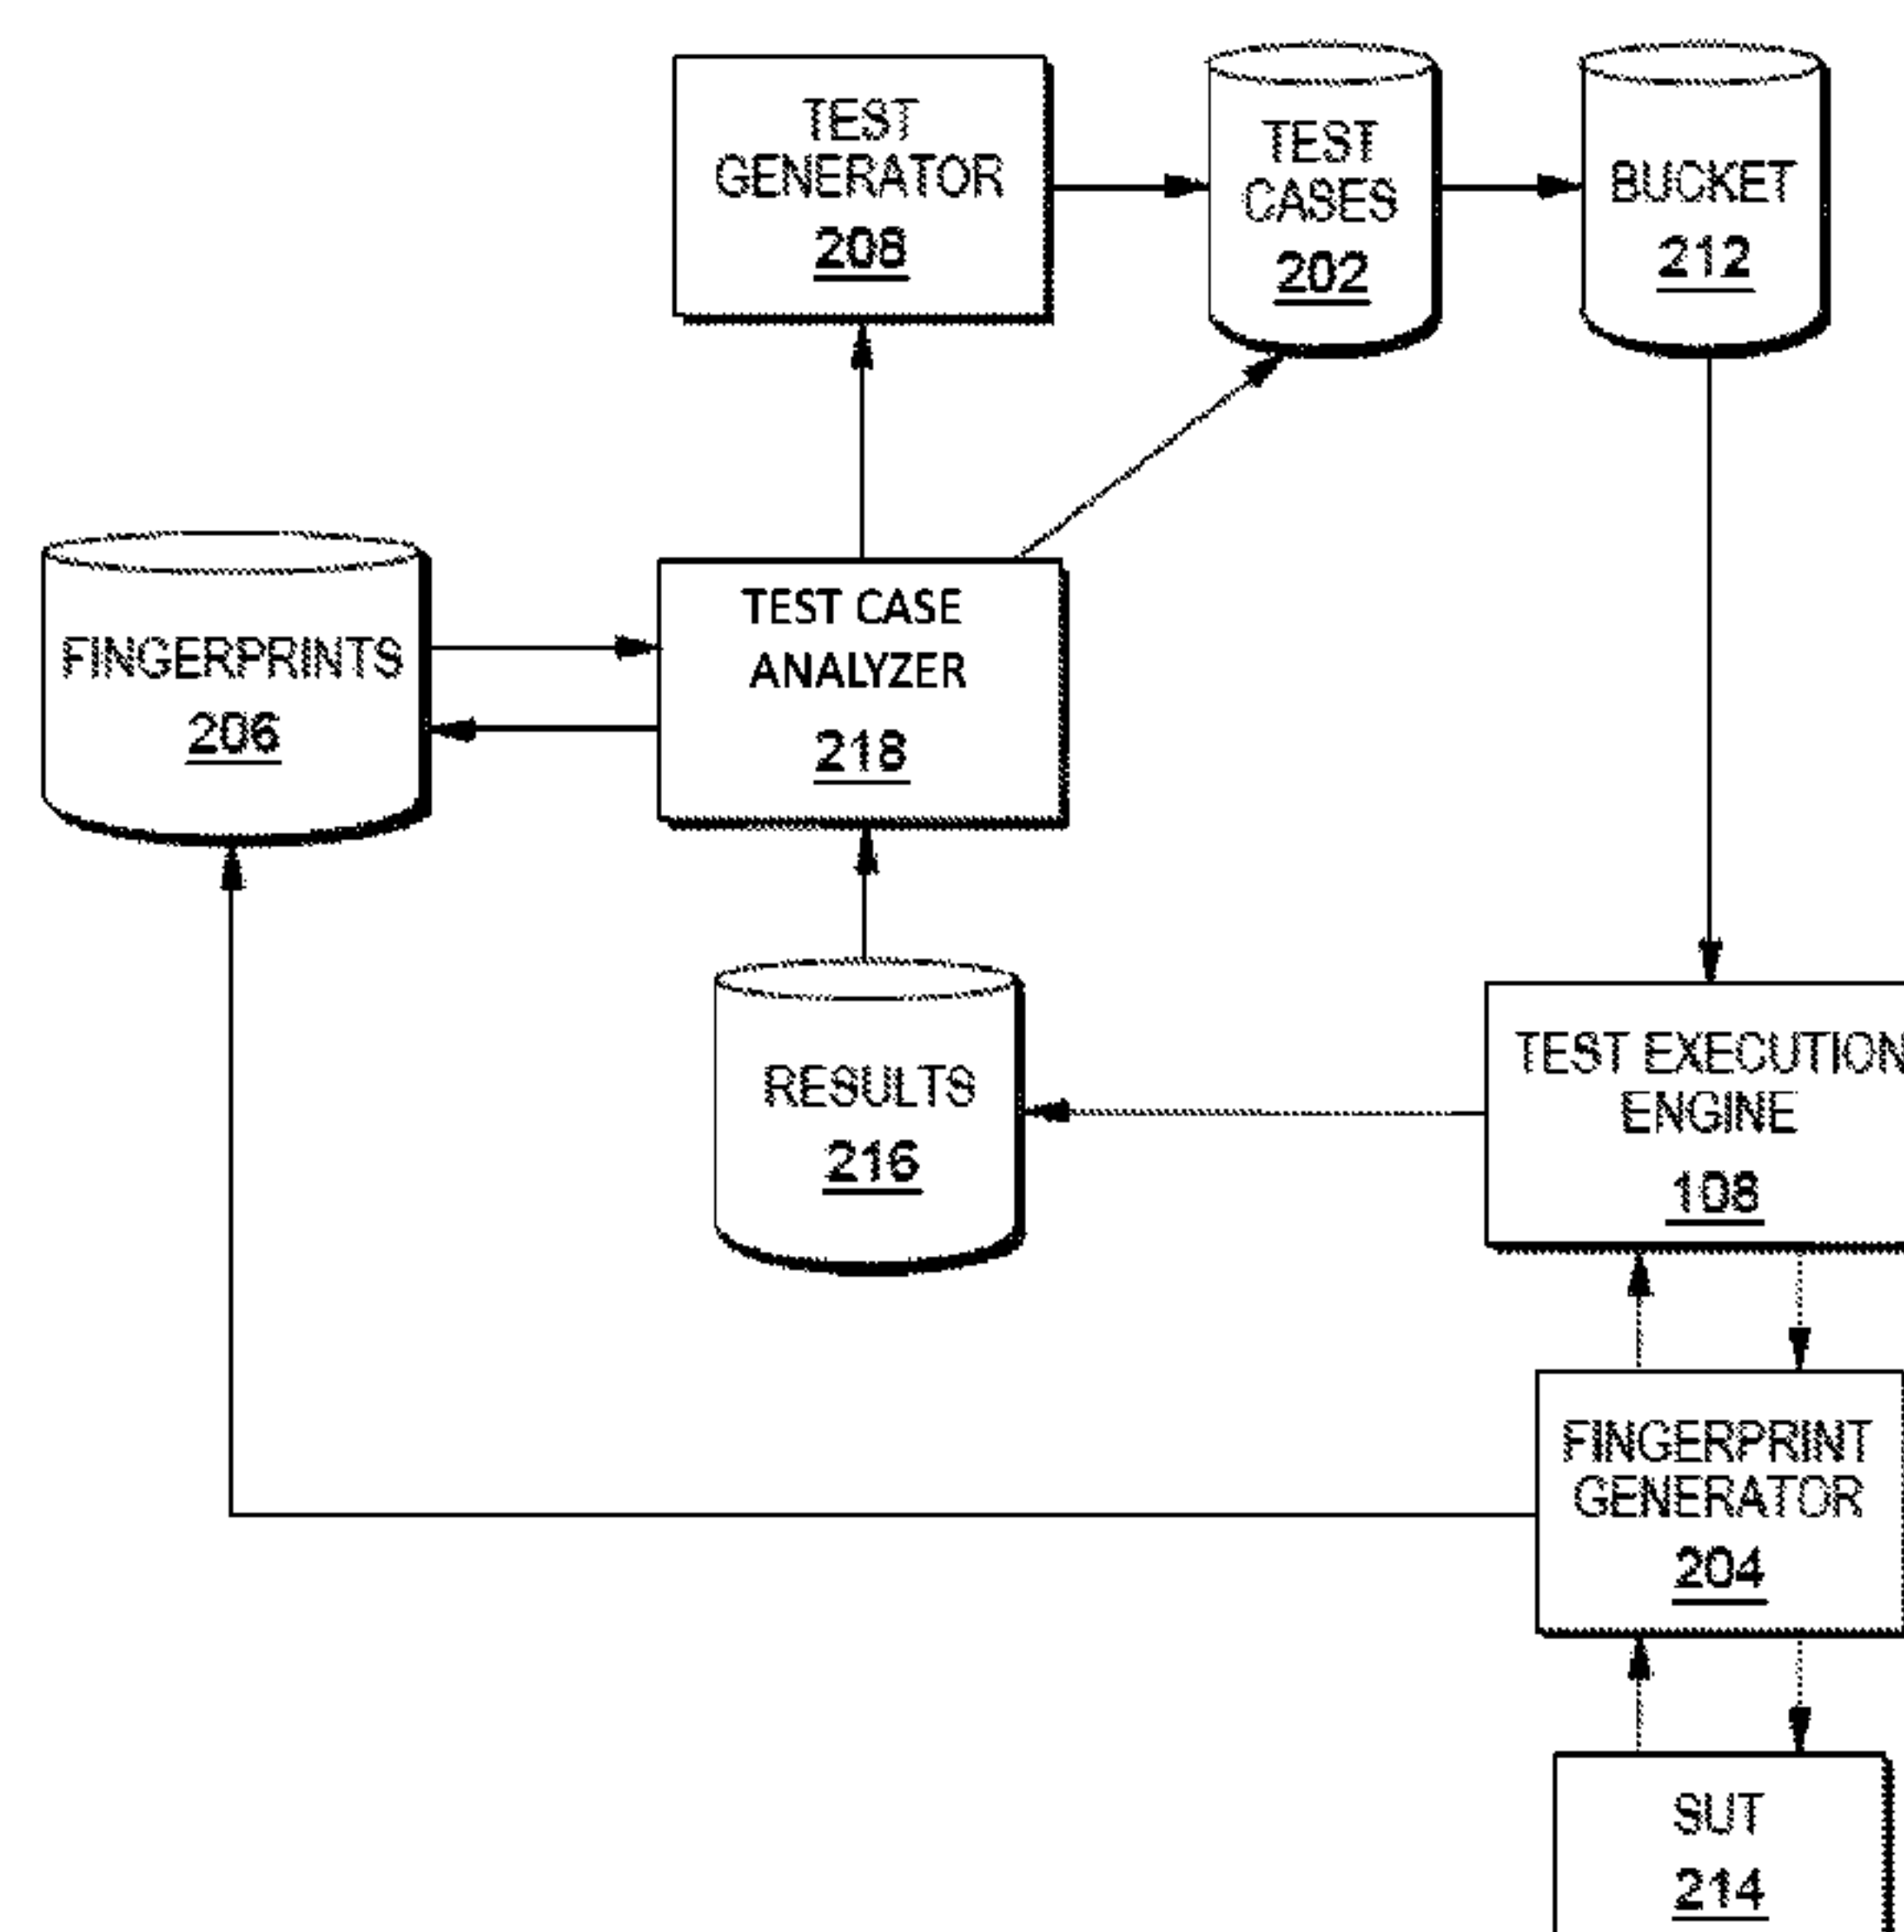 TEST
GENERATOR
208
TEST
CASES
202
BUCKET
212
FINGERPRINTS
206
TEST CASE
ANALYZER
218
RESULTS
216
TEST EXECUTION
ENGINE
108
FINGERPRINT
GENERATOR
204
SUT
214